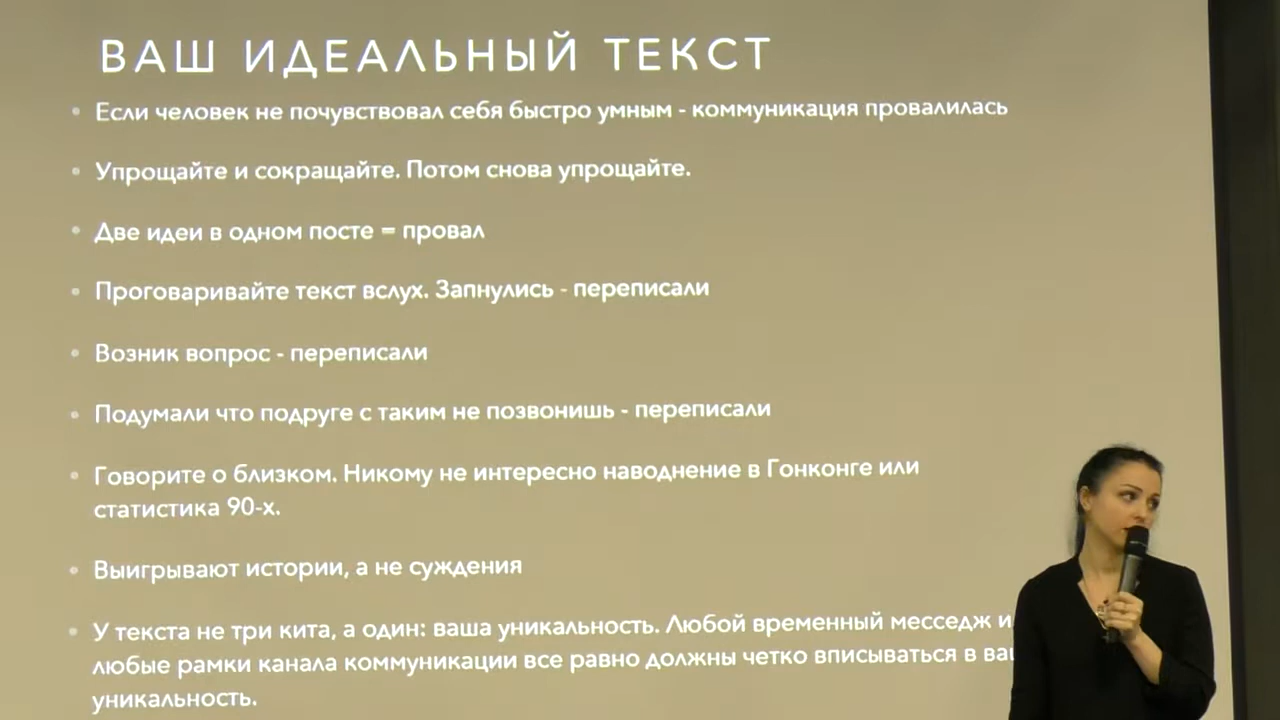 ВАШ ИДЕАЛЬНЫЙ ТЕКСТ
• Если человек не почувствовал себя быстро умным - коммуникация провалилась
• Упрощайте и сокращайте. Потом снова упрощайте.
• Две идеи в одном посте = провал
• Проговаривайте текст вслух. Запнулись - переписали
• Возник вопрос - переписали
• Подумали что подруге с таким не позвонишь - переписали
• Говорите о близком. Никому не интересно наводнение в Гонконге или
статистика 90-х.
• Выигрывают истории, а не суждения
• У текста не три кита, а один: ваша уникальность. Любой временный месседж и
любые рамки канала коммуникации все равно должны четко вписываться в
уникальность.